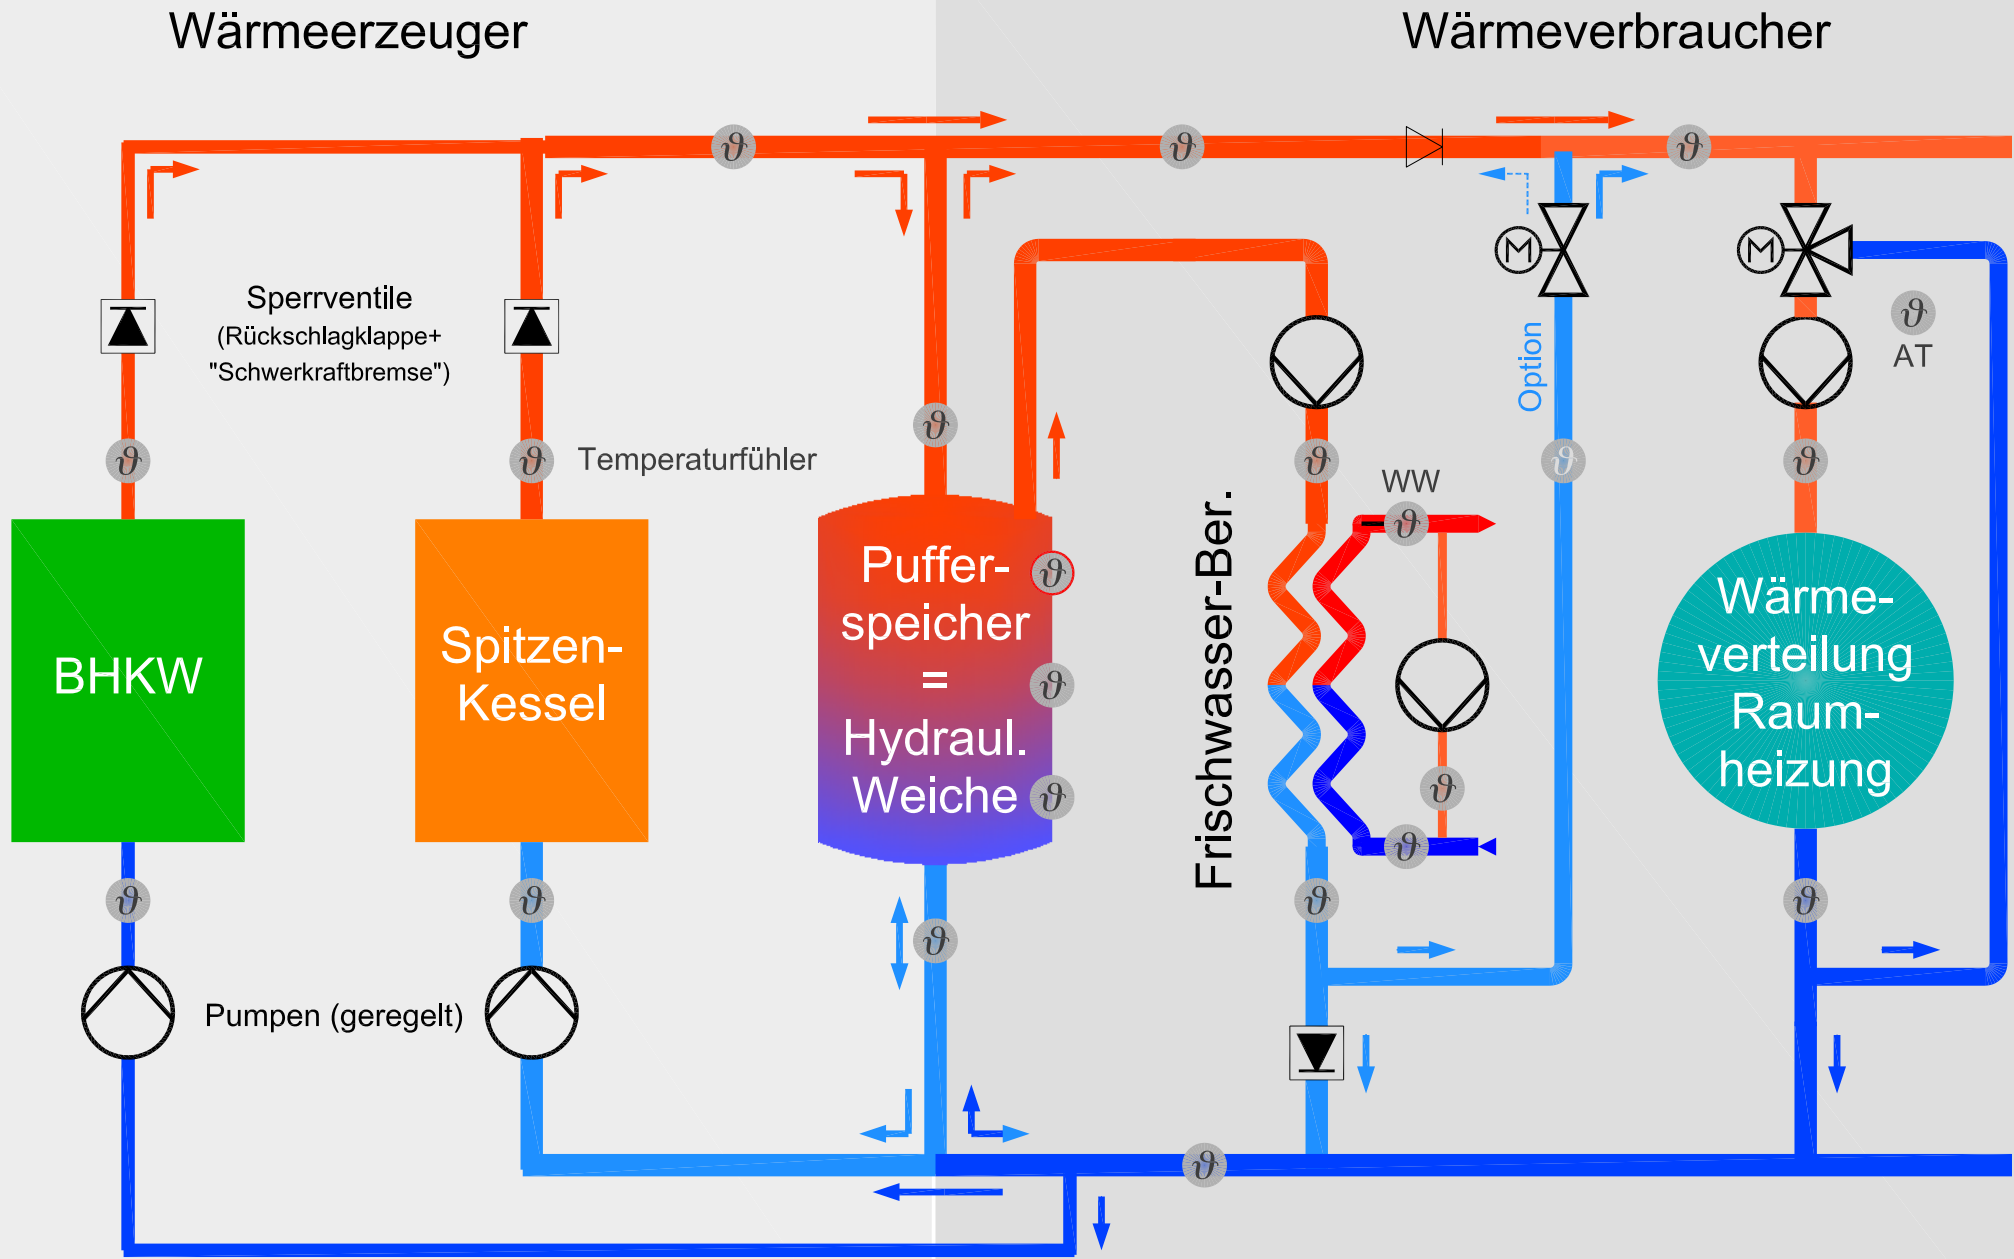 Wärmeerzeuger
Wärmeverbraucher
ϑ
ϑ
ϑ
M
M
Sperrventile
(Rückschlagklappe+
"Schwerkraftbremse")
ϑ
AT
Option
ϑ
ϑ
ϑ
Temperaturfühler
ϑ
ϑ
ϑ
WW
ϑ
BHKW
Spitzen-
Kessel
Puffer-
speicher
=
Hydraul.
Weiche
ϑ
ϑ
ϑ
Frischwasser-Ber.
ϑ
ϑ
Wärme-
verteilung
Raum-
heizung
ϑ
ϑ
ϑ
ϑ
ϑ
ϑ
Pumpen (geregelt)
ϑ